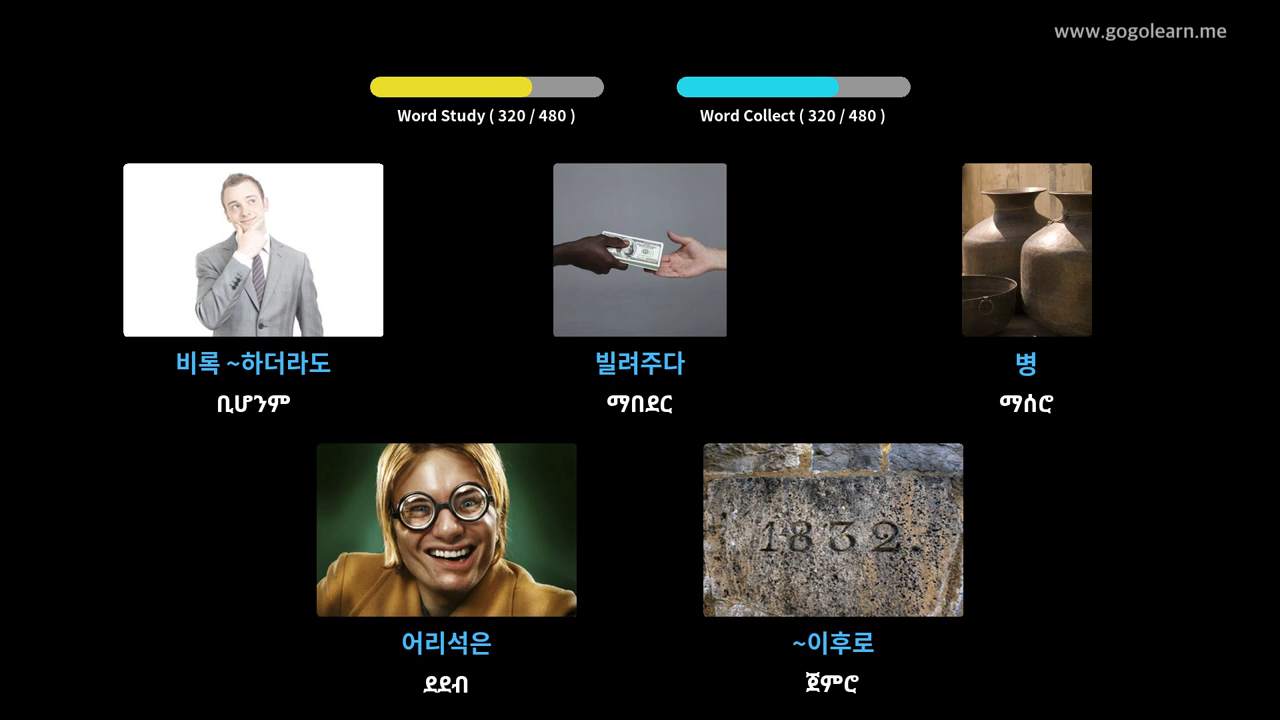 www.gogolearn.me
Word Study ( 320 / 480 )
Word Collect ( 320 / 480 )
비록 ~하더라도
ቢሆንም
빌려주다
ማበደር
병
ማሰሮ
1832.
어리석은
ደደብ
~이후로
ጀምሮ